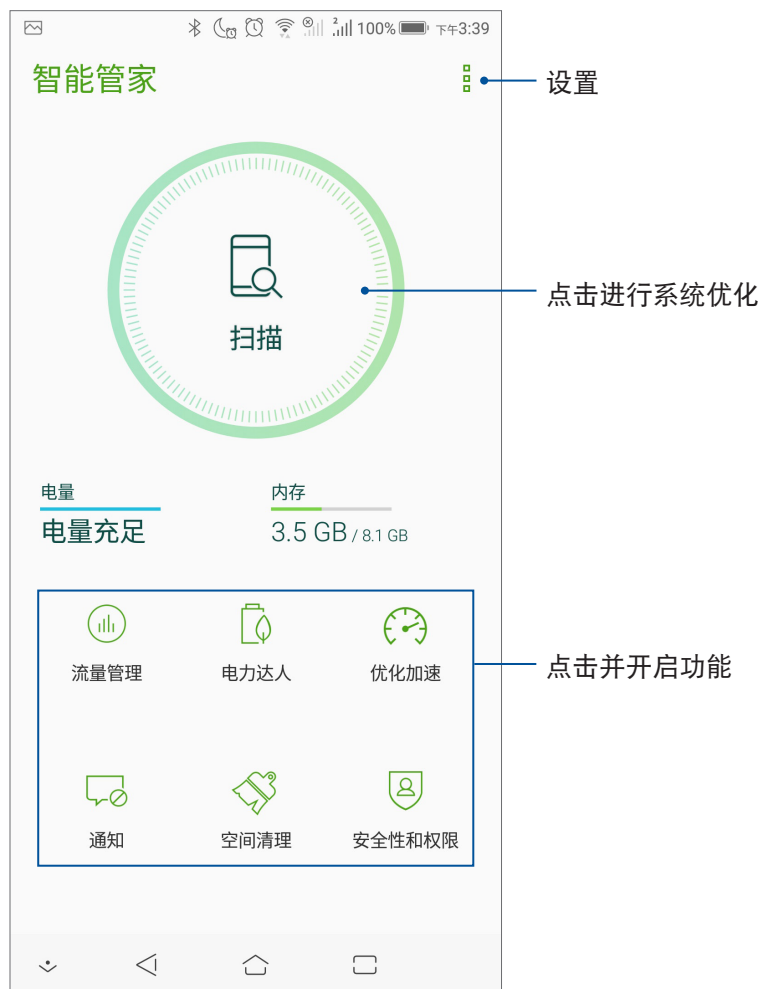 2 100% 下午3:39
智能管家
设置
扫描
点击进行系统优化
电量 内存
电量充足 3.5 GB / 8.1 GB
流量管理 电力达人 优化加速
点击并开启功能
通知 空间清理 安全性和权限